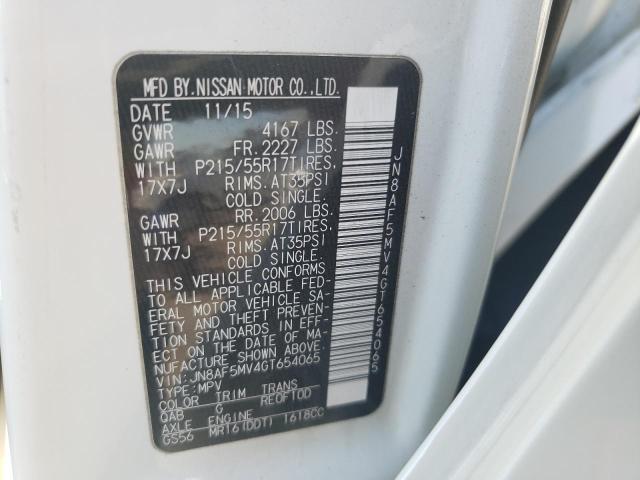 MFD BY NISSAN MOTOR CO.,LTD.
DATE 11/15
GVWR 4167 LBS.
GAWR FR. 2227 LBS.
WITH P215/55R17TIRES,
17X7J RIMS. AT35PSI
COLD SINGLE.
GAWR RR. 2006 LBS.
WITH P215/55R17TIRES,
17X7J RIMS. AT35PSI
COLD SINGLE.
THIS VEHICLE CONFORMS
TO ALL APPLICABLE FED-
ERAL MOTOR VEHICLE SA-
FETY AND THEFT PREVEN-
TION STANDARDS IN EFF-
ECT ON THE DATE OF MA-
NUFACTURE SHOWN ABOVE.
VIN:JN8AF5MV4GT654065
TYPE:MPV
COLOR TRIM TRANS
QAB G RE0F10D
AXLE ENGINE
GS56 MR16(DDT) 1618CC
JN8AF5MV4GT654065